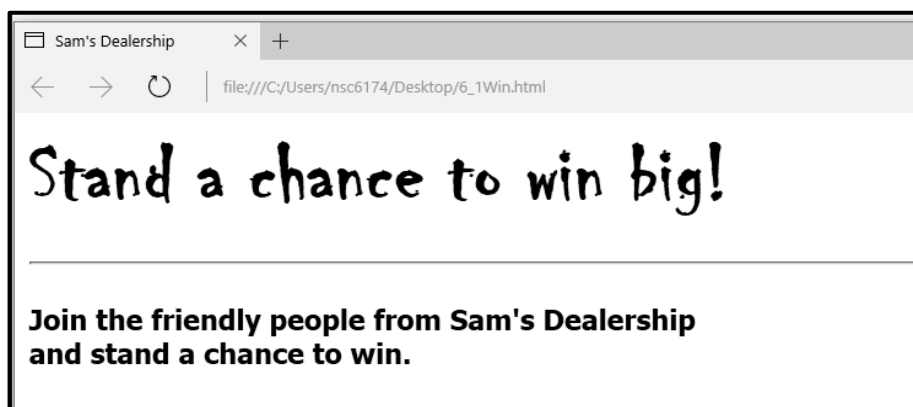 Sam's Dealership
file:///C:/Users/nsc6174/Desktop/6_1Win.html
Stand a chance to win big!
Join the friendly people from Sam's Dealership
and stand a chance to win.